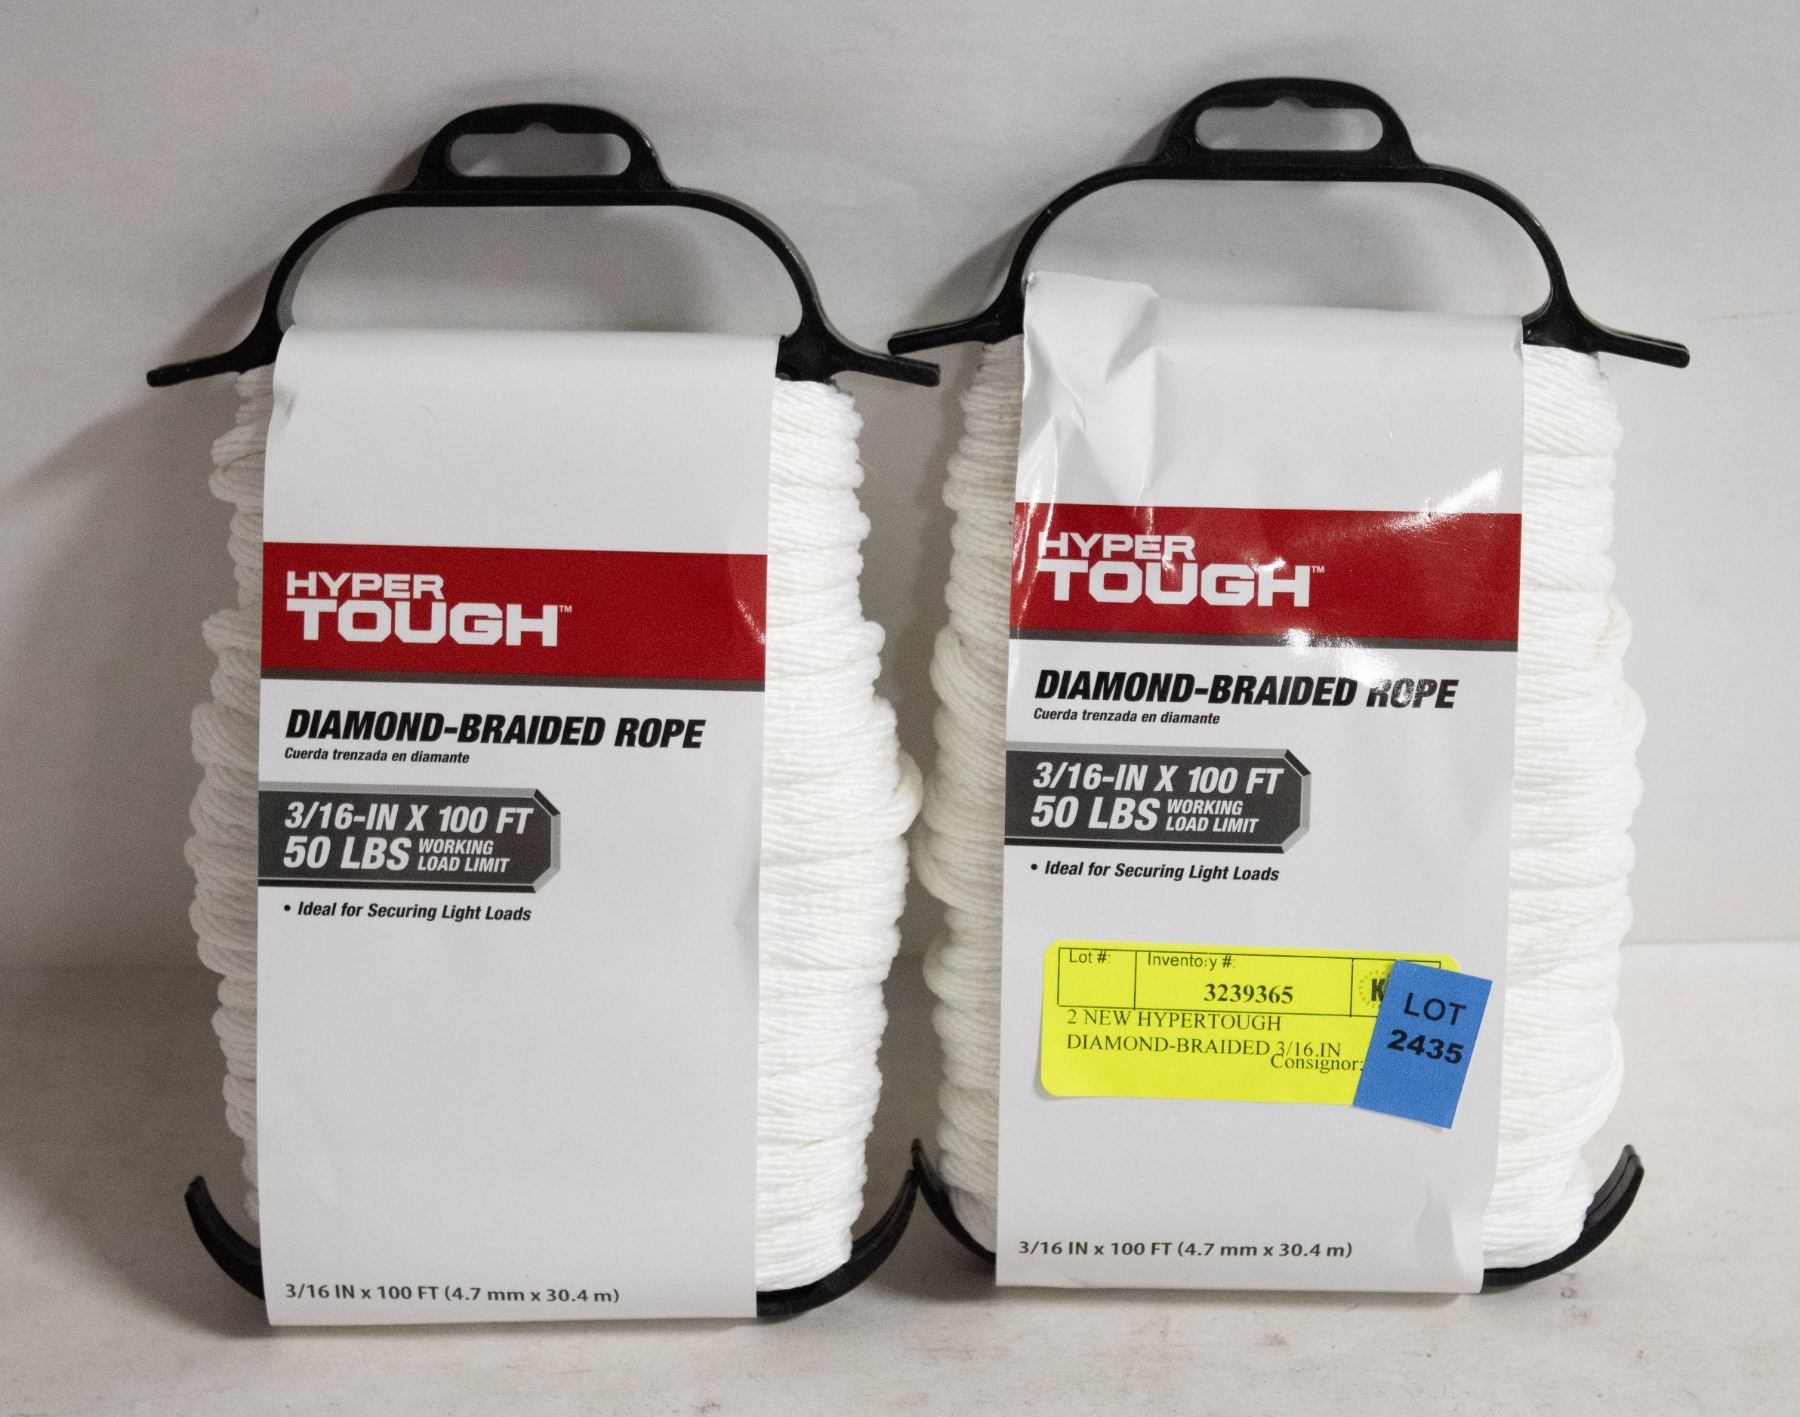 HYPER
TOUGH™
DIAMOND-BRAIDED ROPE
Cuerda trenzada en diamante
3/16-IN X 100 FT
50 LBS WORKING
LOAD LIMIT
• Ideal for Securing Light Loads
3/16 IN x 100 FT (4.7 mm x 30.4 m)
HYPER
TOUGH™
DIAMOND-BRAIDED ROPE
Cuerda trenzada en diamante
3/16-IN X 100 FT
50 LBS WORKING
LOAD LIMIT
• Ideal for Securing Light Loads
Lot #: Inventory #:
3239365
2 NEW HYPERTOUGH
DIAMOND-BRAIDED 3/16.IN
Consignor:
LOT
2435
3/16 IN x 100 FT (4.7 mm x 30.4 m)